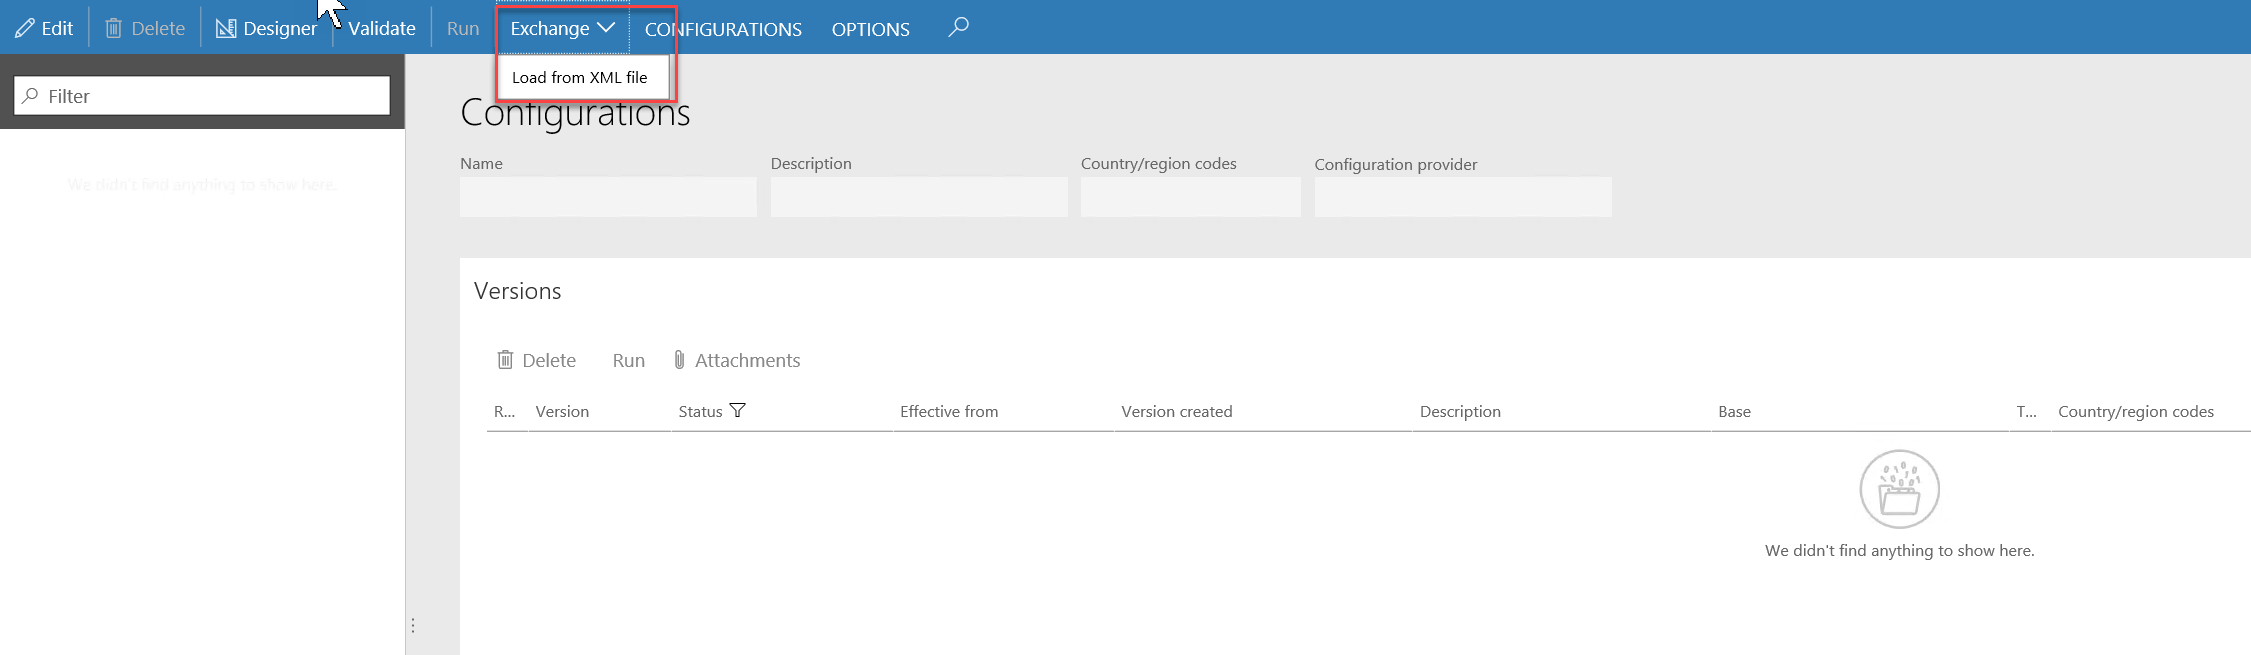 Edit Delete Designer Validate Run Exchange CONFIGURATIONS OPTIONS
Load from XML file
Filter
We didn't find anything to show here.
Configurations
Name Description Country/region codes Configuration provider
Versions
Delete Run Attachments
R... Version Status Effective from Version created Description Base T... Country/region codes
We didn't find anything to show here.